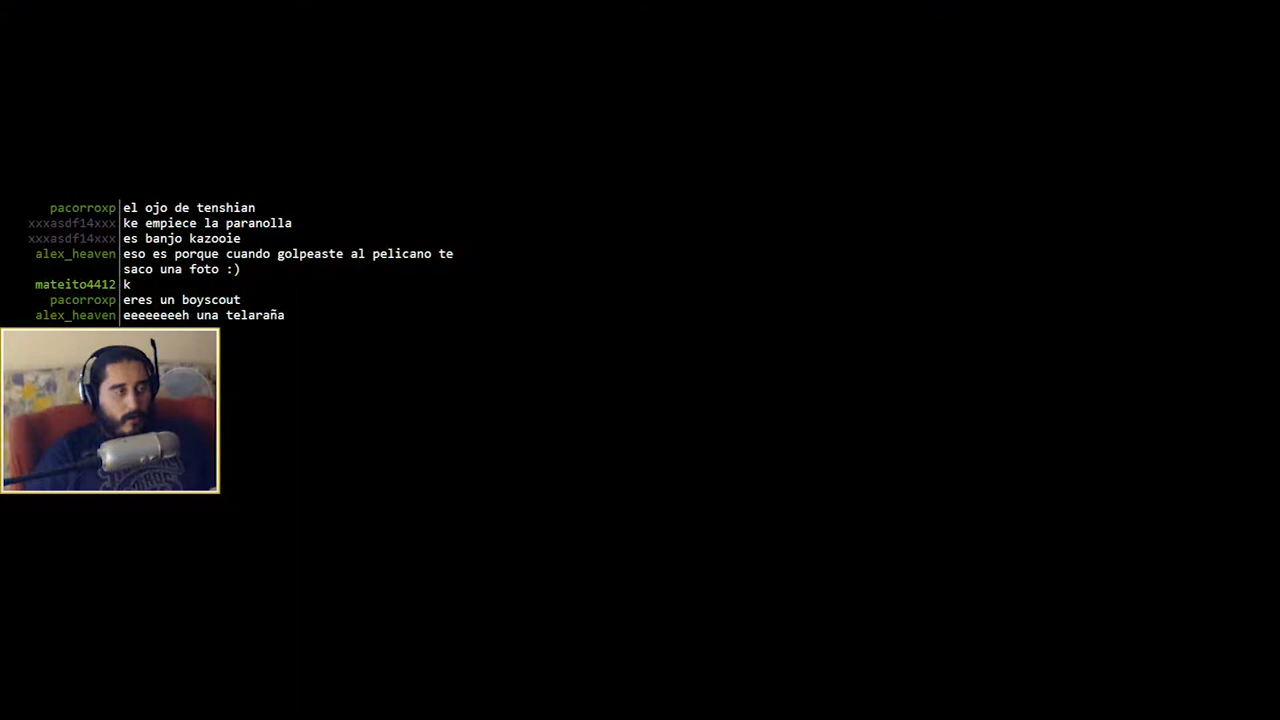 pacorroxp el ojo de tenshian
xxxasdf14xxx ke empiece la paranolla
xxxasdf14xxx es banjo kazooie
alex_heaven eso es porque cuando golpeaste al pelicano te
saco una foto :)
mateito4412 k
pacorroxp eres un boyscout
alex_heaven eeeeeeeeh una telaraña